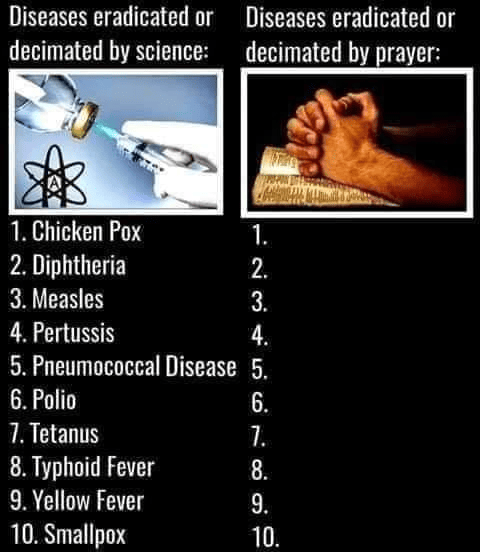 Diseases eradicated or
decimated by science:
Diseases eradicated or
decimated by prayer:
A
1. Chicken Pox
2. Diphtheria
3. Measles
4. Pertussis
5. Pneumococcal Disease
6. Polio
7. Tetanus
8. Typhoid Fever
9. Yellow Fever
10. Smallpox
1.
2.
3.
4.
5.
6.
7.
8.
9.
10.